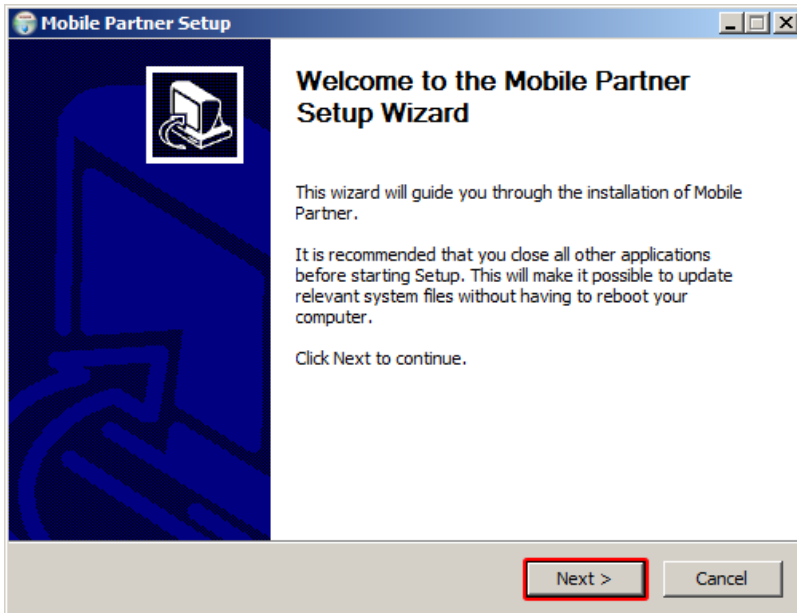 Mobile Partner Setup
Welcome to the Mobile Partner
Setup Wizard
This wizard will guide you through the installation of Mobile
Partner.
It is recommended that you close all other applications
before starting Setup. This will make it possible to update
relevant system files without having to reboot your
computer.
Click Next to continue.
Next >
Cancel